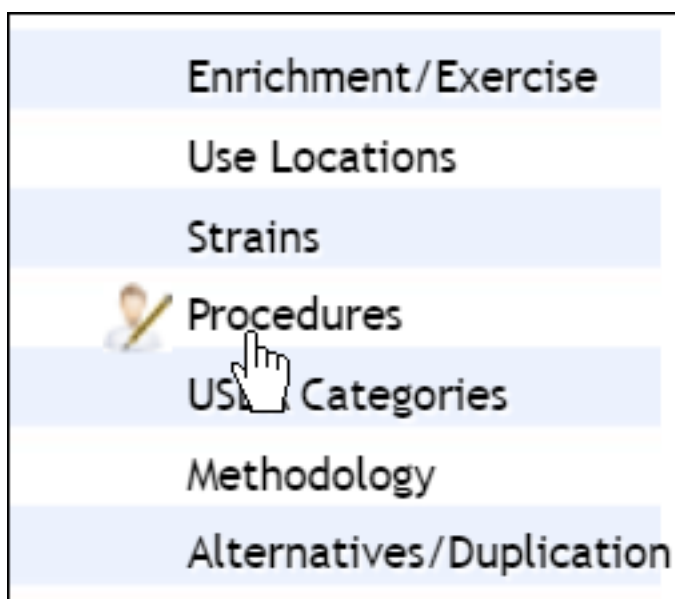 Enrichment/Exercise
Use Locations
Strains
Procedures
Categories
Methodology
Alternatives/Duplication